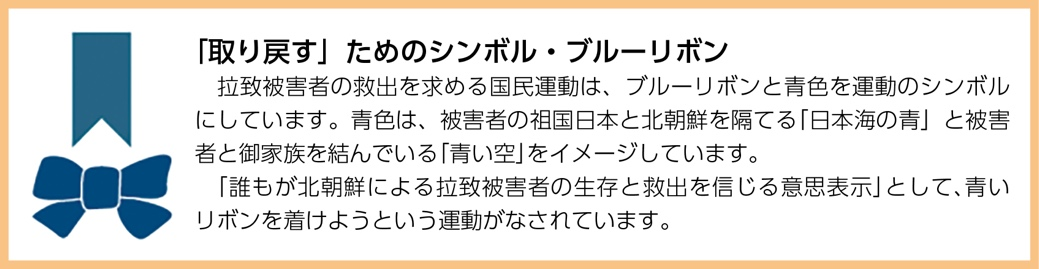 「取り戻す」ためのシンボル・ブルーリボン
　拉致被害者の救出を求める国民運動は、ブルーリボンと青色を運動のシンボル
にしています。青色は、被害者の祖国日本と北朝鮮を隔てる「日本海の青」と被害
者と御家族を結んでいる「青い空」をイメージしています。
　「誰もが北朝鮮による拉致被害者の生存と救出を信じる意思表示」として、青い
リボンを着けようという運動がなされています。